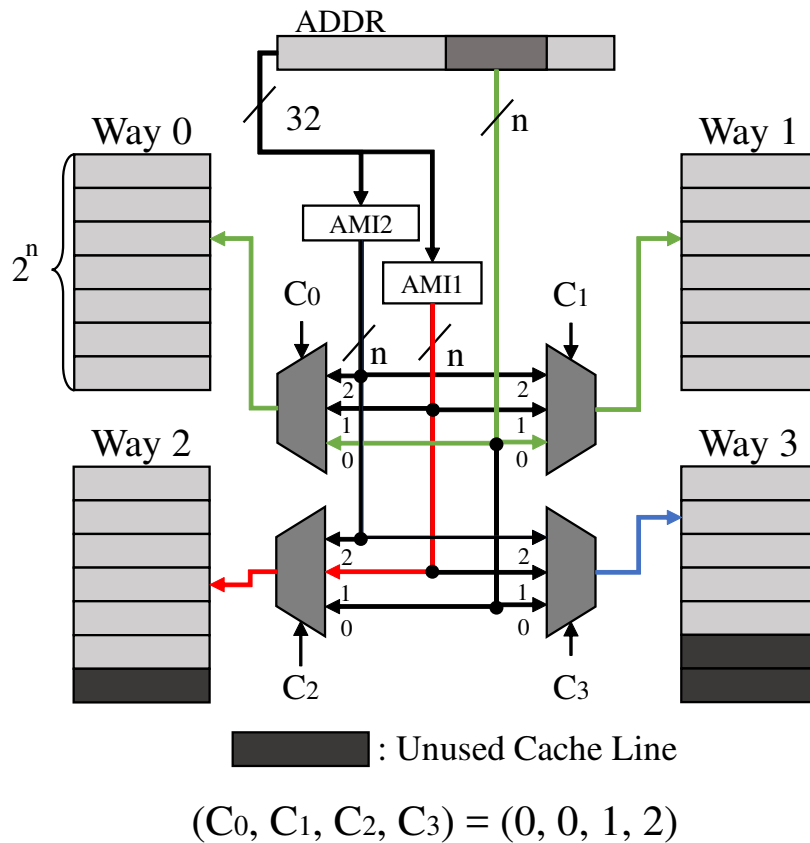 ADDR
32
n
Way 0
Way 1
2^n
AMI2
AMI1
C0
C1
n
n
2
2
1
1
0
0
Way 2
Way 3
2
2
1
1
0
0
C2
C3
: Unused Cache Line
(C0, C1, C2, C3) = (0, 0, 1, 2)